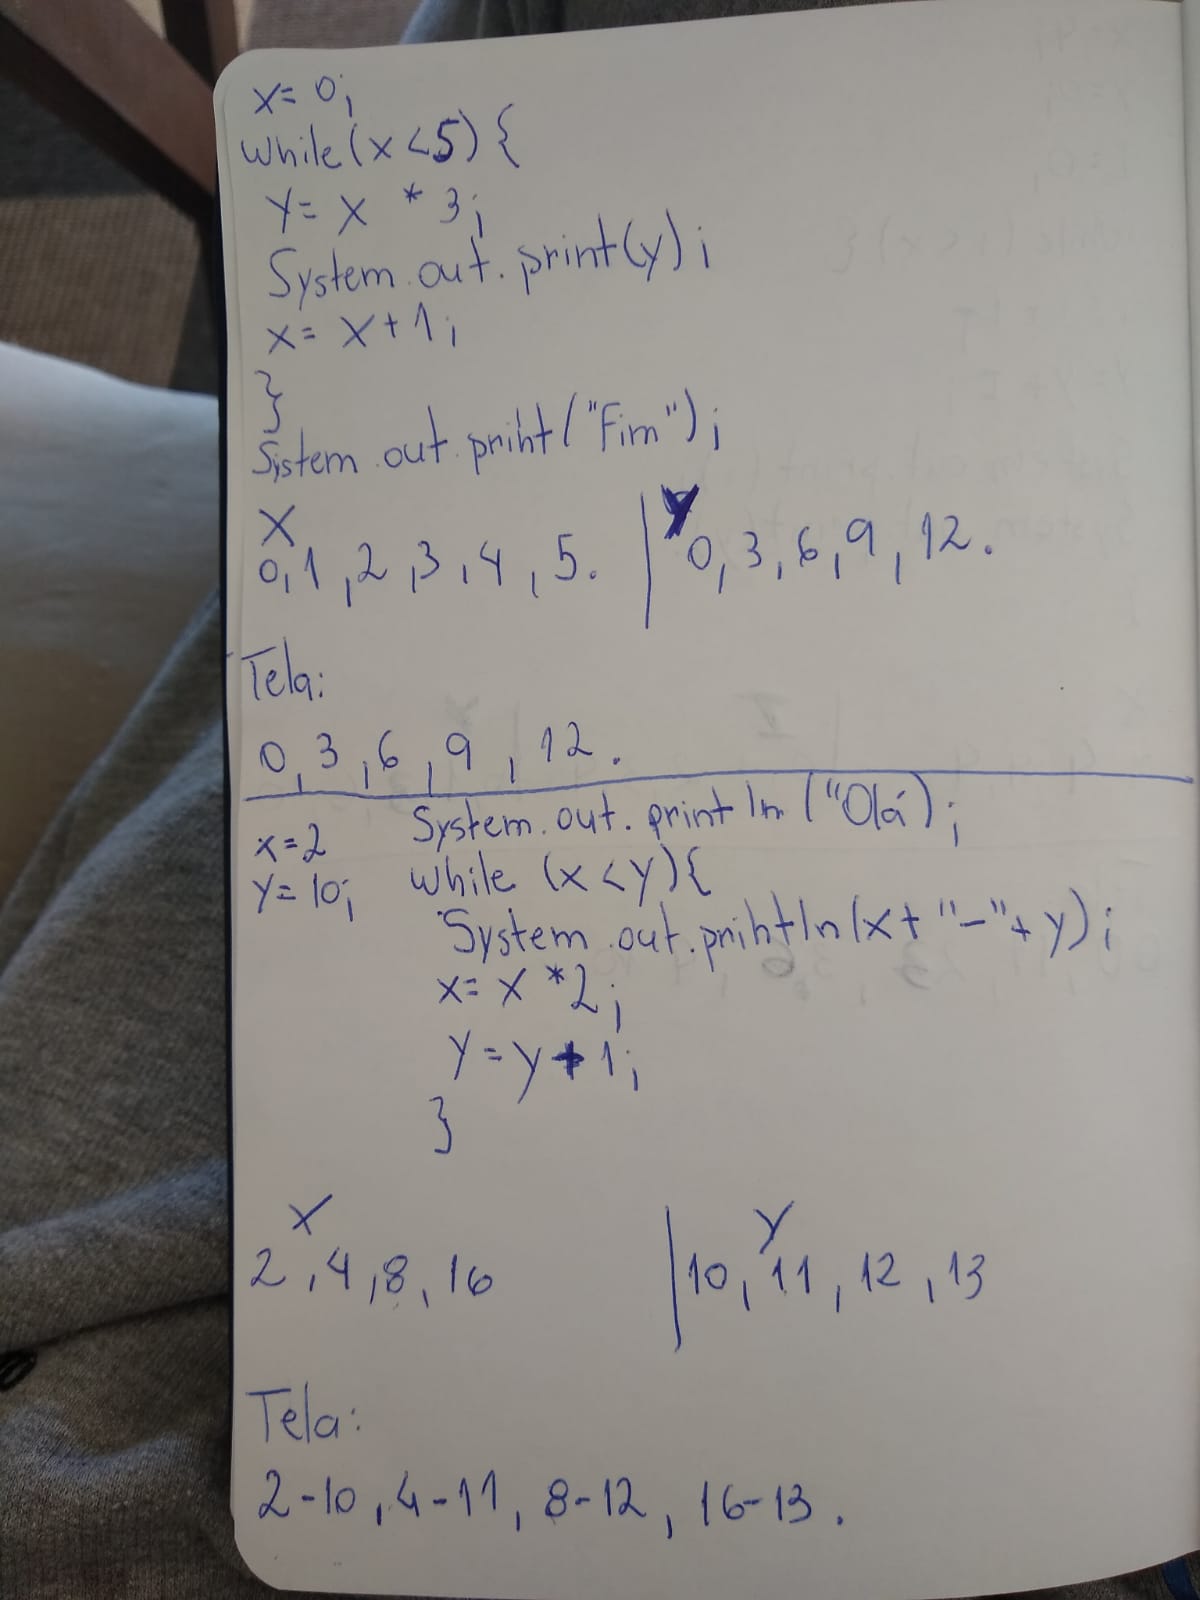 x= 0;
while(x<5){
y= x * 3;
System.out.print(y);
x= x+1;
}
System.out.print("Fim");
X | Y
0,1,2,3,4,5. | 0,3,6,9,12.
Tela:
0,3,6,9,12.
x=2 System.out.println("Olá);
y=10; while (x<y){
System.out.println(x+"-"+y);
x= x *2;
y=y+1;
}
X | Y
2,4,8,16 | 10,11,12,13
Tela:
2-10,4-11,8-12,16-13.